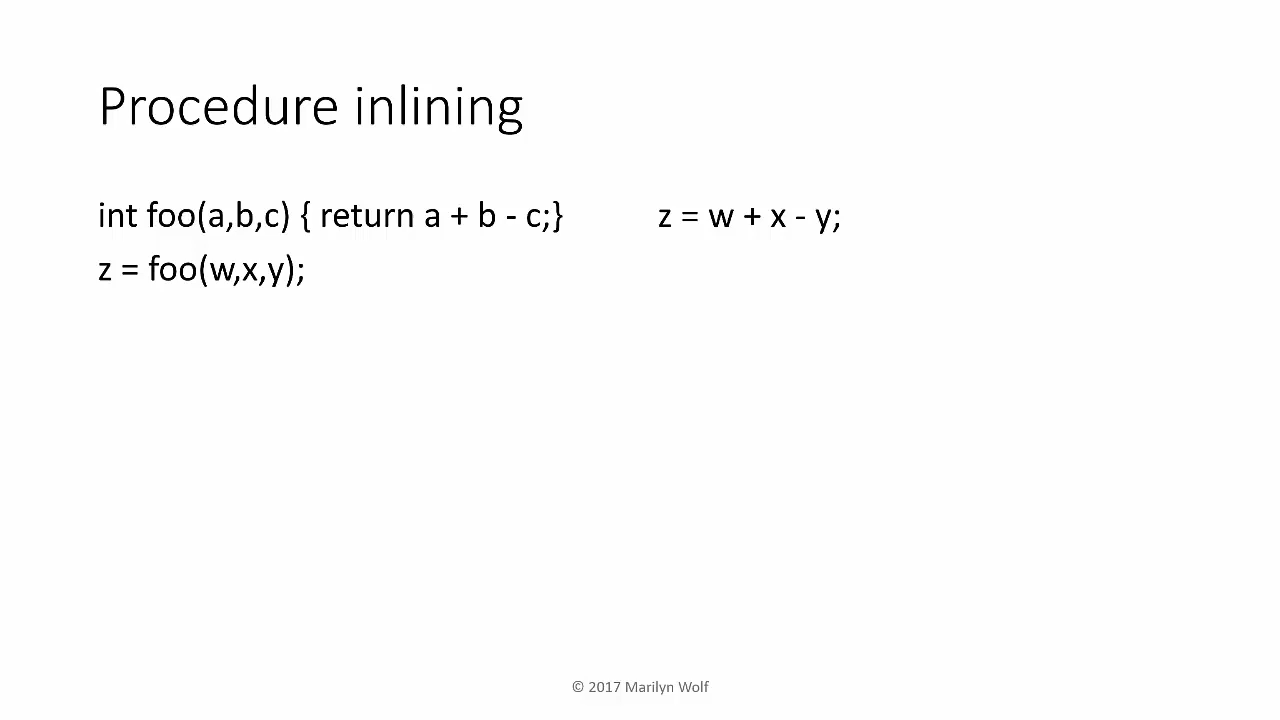 Procedure inlining
int foo(a,b,c) { return a + b - c;}
z = foo(w,x,y);
z = w + x - y;
© 2017 Marilyn Wolf